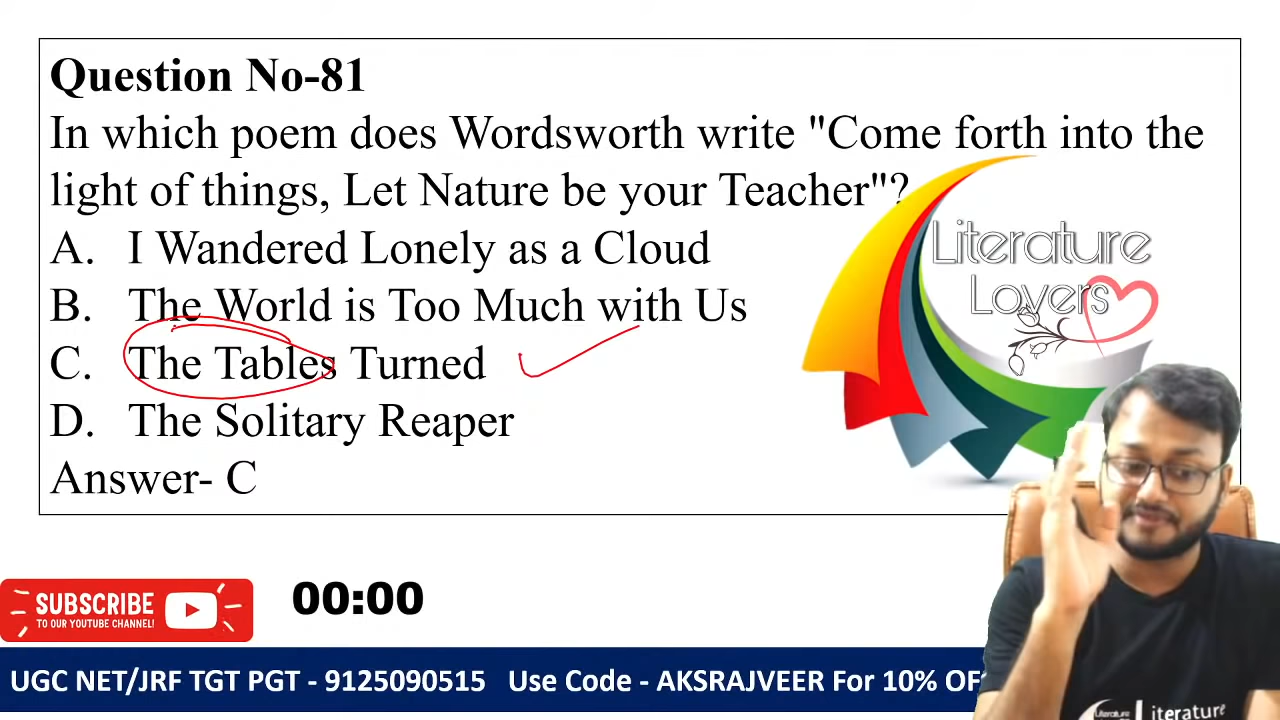 Question No-81
In which poem does Wordsworth write "Come forth into the
light of things, Let Nature be your Teacher"?
A. I Wandered Lonely as a Cloud
B. The World is Too Much with Us
C. The Tables Turned
D. The Solitary Reaper
Answer- C
Literature
Lovers
SUBSCRIBE
TO OUR YOUTUBE CHANNEL!
00:00
UGC NET/JRF TGT PGT - 9125090515 Use Code - AKSRAJVEER For 10% OF
Literature
Literature